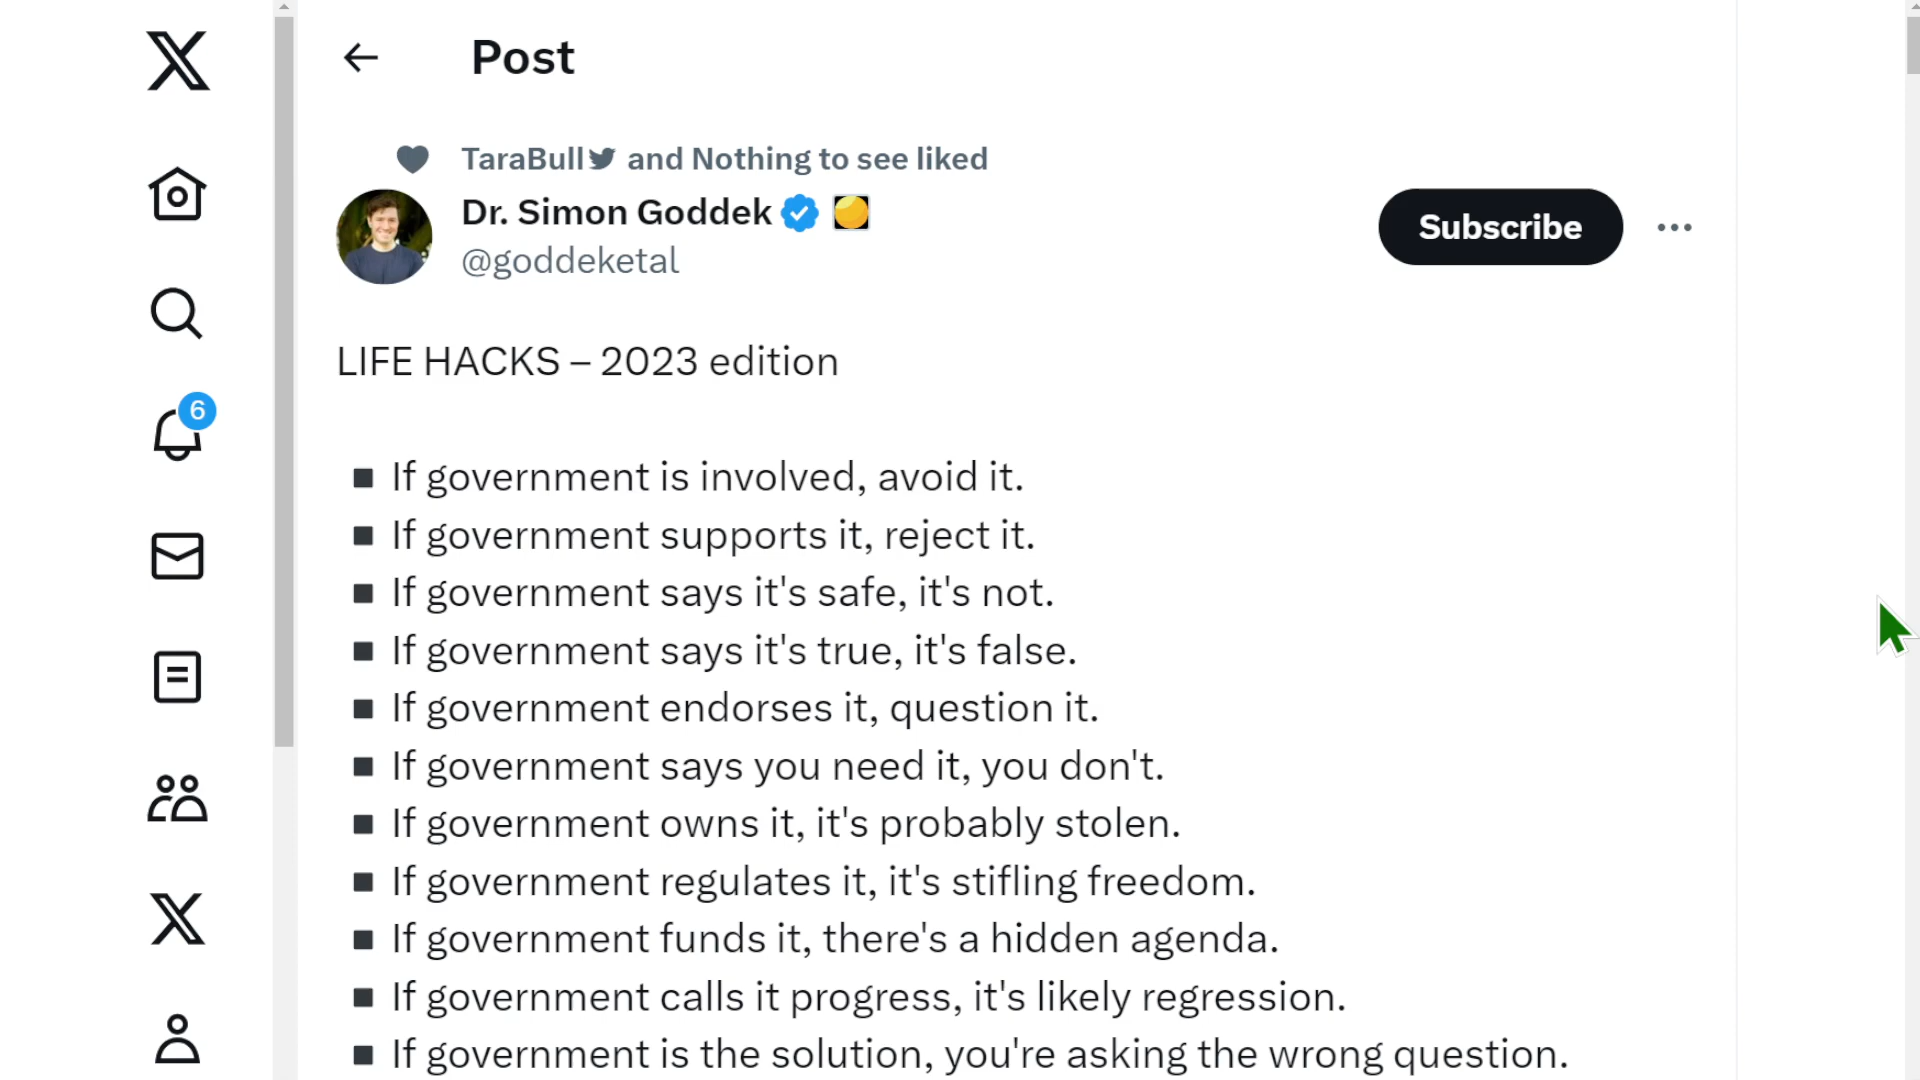 Post
TaraBull and Nothing to see liked
Dr. Simon Goddek
@goddeketal
Subscribe
LIFE HACKS – 2023 edition
6
■ If government is involved, avoid it.
■ If government supports it, reject it.
■ If government says it's safe, it's not.
■ If government says it's true, it's false.
■ If government endorses it, question it.
■ If government says you need it, you don't.
■ If government owns it, it's probably stolen.
■ If government regulates it, it's stifling freedom.
■ If government funds it, there's a hidden agenda.
■ If government calls it progress, it's likely regression.
■ If government is the solution, you're asking the wrong question.